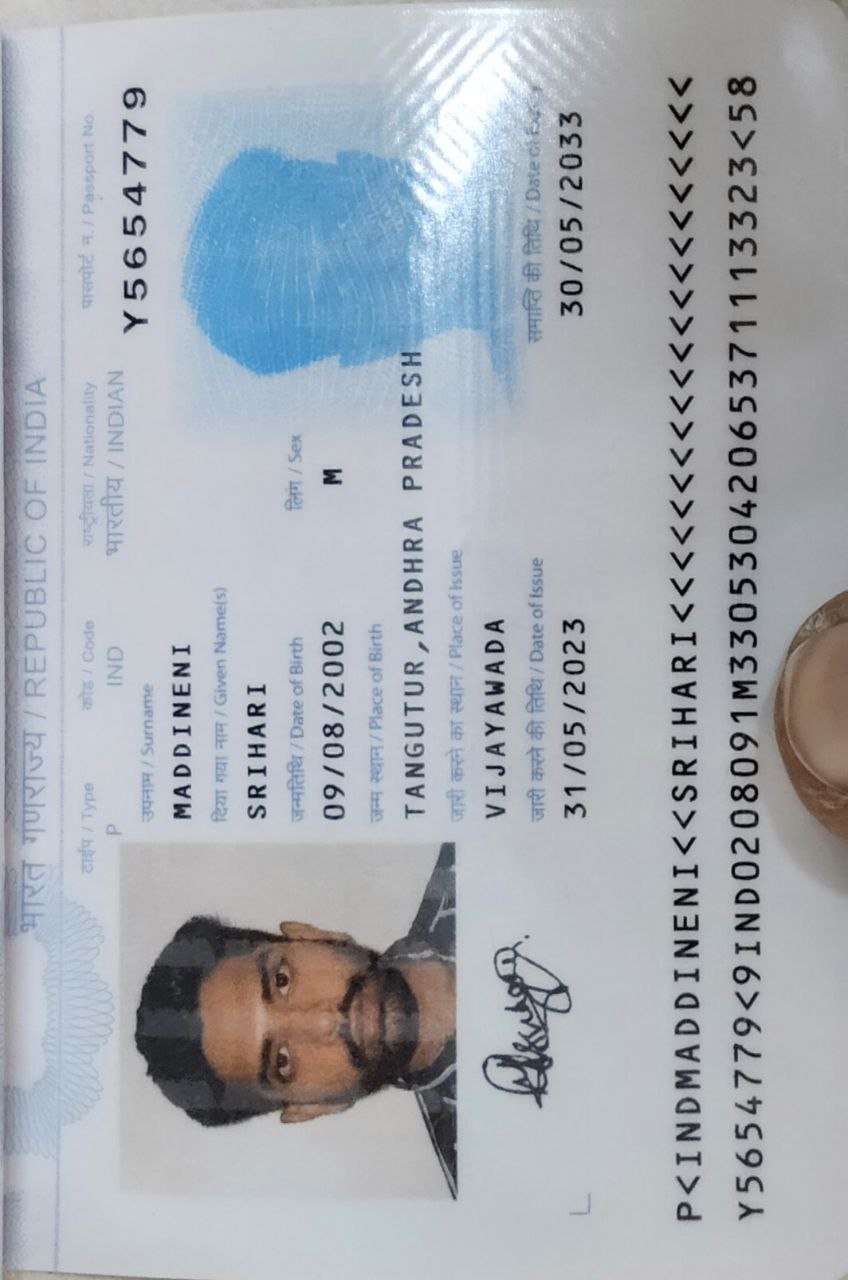 भारत गणराज्य / REPUBLIC OF INDIA
टाईप / Type कोड / Code राष्ट्रीयता / Nationality पासपोर्ट न. / Passport No.
P IND भारतीय / INDIAN Y5654779
उपनाम / Surname
MADDINENI
दिया गया नाम / Given Name(s)
SRIHARI
जन्मतिथि / Date of Birth लिंग / Sex
09/08/2002 M
जन्म स्थान / Place of Birth
TANGUTUR,ANDHRA PRADESH
जारी करने का स्थान / Place of Issue
VIJAYAWADA
जारी करने की तिथि / Date of Issue समाप्ति की तिथि / Date of Expiry
31/05/2023 30/05/2033
P<INDMADDINENI<<SRIHARI<<<<<<<<<<<<<<<<<<<<<
Y5654779<9IND0208091M33053042065371113323<58